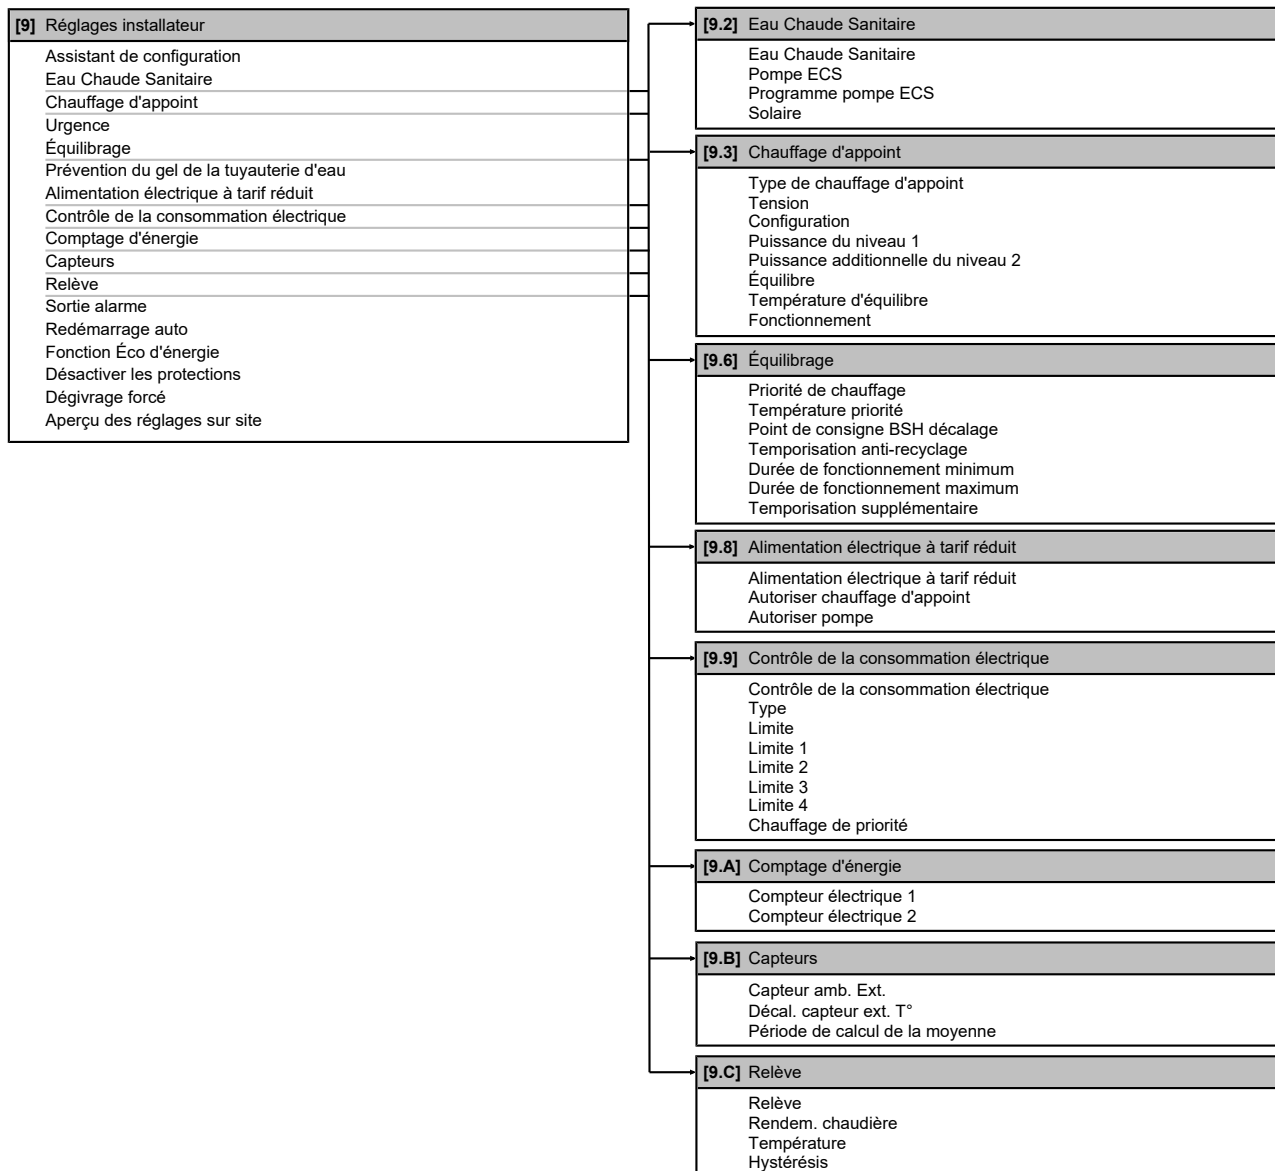 [9] Réglages installateur
Assistant de configuration
Eau Chaude Sanitaire
Chauffage d'appoint
Urgence
Équilibrage
Prévention du gel de la tuyauterie d'eau
Alimentation électrique à tarif réduit
Contrôle de la consommation électrique
Comptage d'énergie
Capteurs
Relève
Sortie alarme
Redémarrage auto
Fonction Éco d'énergie
Désactiver les protections
Dégivrage forcé
Aperçu des réglages sur site
[9.2] Eau Chaude Sanitaire
Eau Chaude Sanitaire
Pompe ECS
Programme pompe ECS
Solaire
[9.3] Chauffage d'appoint
Type de chauffage d'appoint
Tension
Configuration
Puissance du niveau 1
Puissance additionnelle du niveau 2
Équilibre
Température d'équilibre
Fonctionnement
[9.6] Équilibrage
Priorité de chauffage
Température priorité
Point de consigne BSH décalage
Temporisation anti-recyclage
Durée de fonctionnement minimum
Durée de fonctionnement maximum
Temporisation supplémentaire
[9.8] Alimentation électrique à tarif réduit
Alimentation électrique à tarif réduit
Autoriser chauffage d'appoint
Autoriser pompe
[9.9] Contrôle de la consommation électrique
Contrôle de la consommation électrique
Type
Limite
Limite 1
Limite 2
Limite 3
Limite 4
Chauffage de priorité
[9.A] Comptage d'énergie
Compteur électrique 1
Compteur électrique 2
[9.B] Capteurs
Capteur amb. Ext.
Décal. capteur ext. T°
Période de calcul de la moyenne
[9.C] Relève
Relève
Rendem. chaudière
Température
Hystérésis